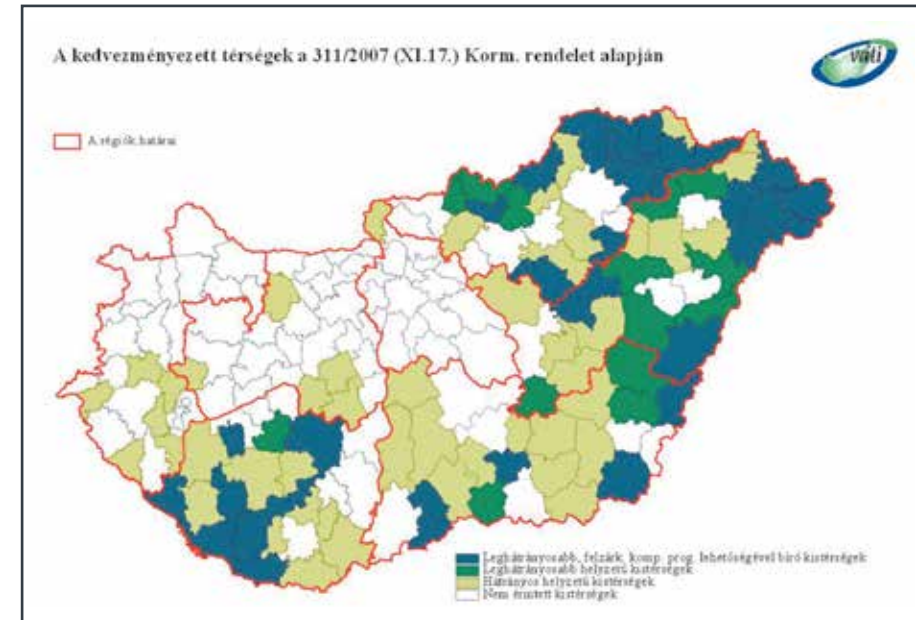 A kedvezményezett térségek a 311/2007 (XI.17.) Korm. rendelet alapján
váti
A régiók határai
Leghátrányosabb, felzárk. komp. prog. lehetőségével bíró kistérségek
Leghátrányosabb helyzetű kistérségek
Hátrányos helyzetű kistérségek
Nem érintett kistérségek